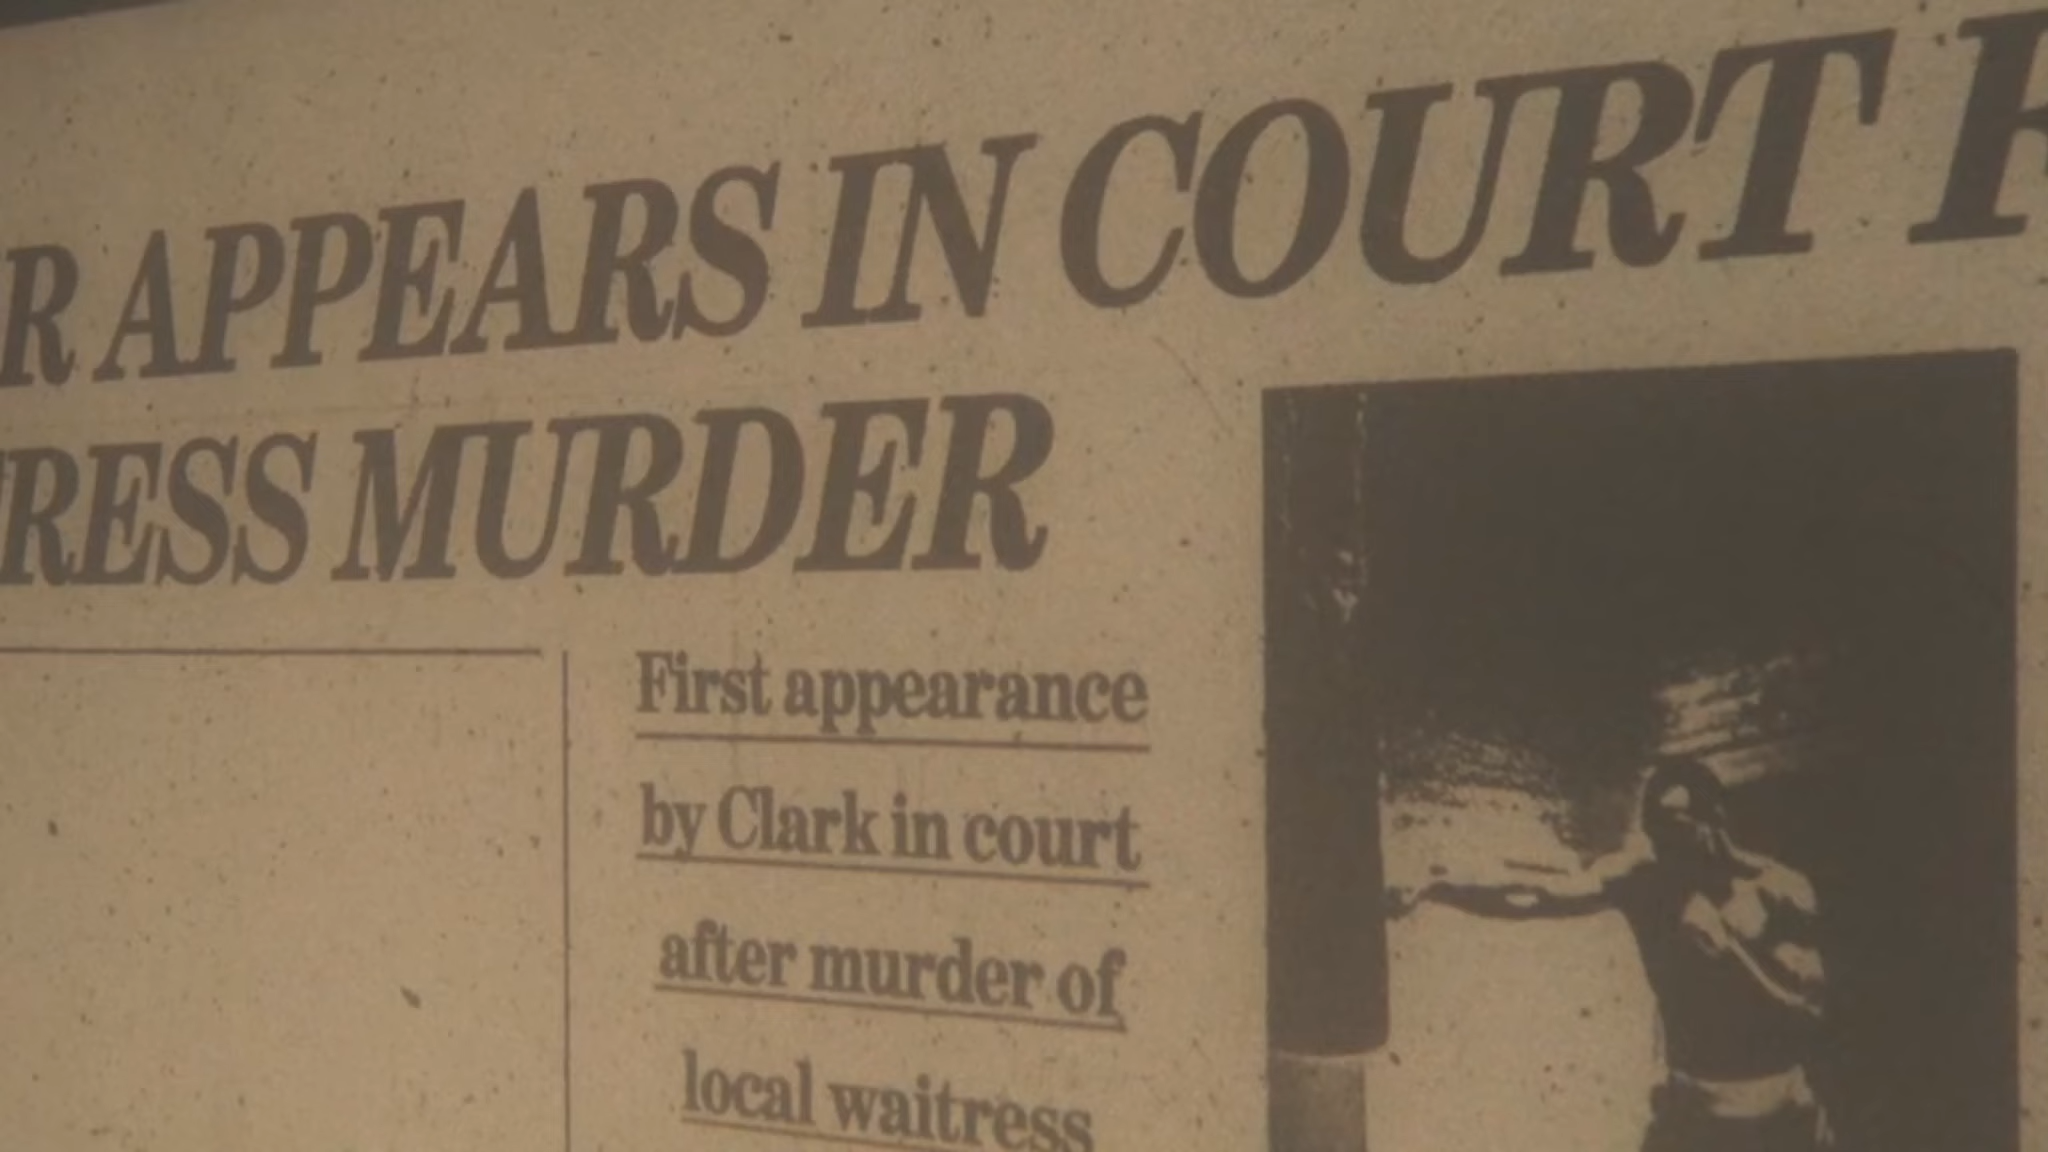 R APPEARS IN COURT
RESS MURDER
First appearance
by Clark in court
after murder of
local waitress